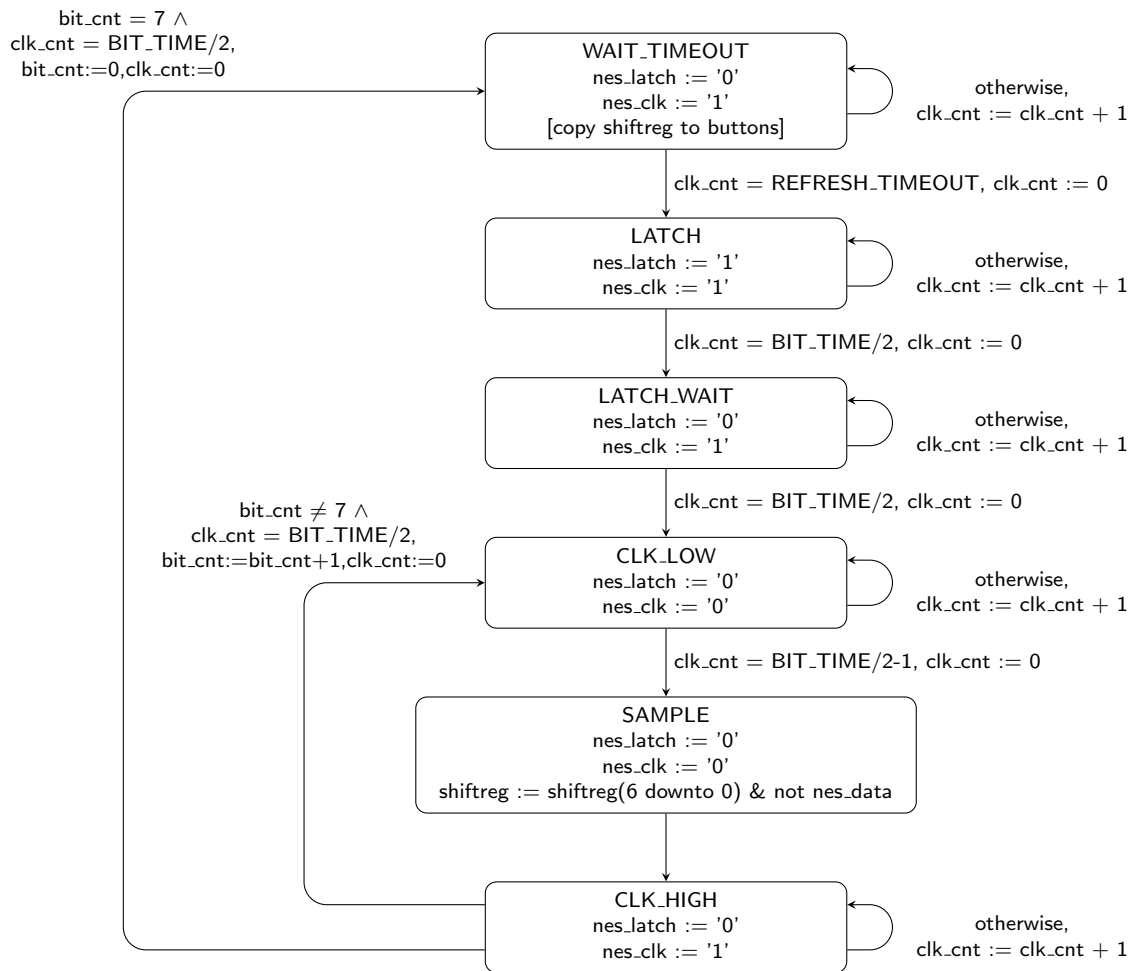 bit_cnt = 7 ∧
clk_cnt = BIT_TIME/2,
bit_cnt:=0,clk_cnt:=0
WAIT_TIMEOUT
nes_latch := '0'
nes_clk := '1'
[copy shiftreg to buttons]
otherwise,
clk_cnt := clk_cnt + 1
clk_cnt = REFRESH_TIMEOUT, clk_cnt := 0
LATCH
nes_latch := '1'
nes_clk := '1'
otherwise,
clk_cnt := clk_cnt + 1
clk_cnt = BIT_TIME/2, clk_cnt := 0
LATCH_WAIT
nes_latch := '0'
nes_clk := '1'
otherwise,
clk_cnt := clk_cnt + 1
clk_cnt = BIT_TIME/2, clk_cnt := 0
bit_cnt ≠ 7 ∧
clk_cnt = BIT_TIME/2,
bit_cnt:=bit_cnt+1,clk_cnt:=0
CLK_LOW
nes_latch := '0'
nes_clk := '0'
otherwise,
clk_cnt := clk_cnt + 1
clk_cnt = BIT_TIME/2-1, clk_cnt := 0
SAMPLE
nes_latch := '0'
nes_clk := '0'
shiftreg := shiftreg(6 downto 0) & not nes_data
CLK_HIGH
nes_latch := '0'
nes_clk := '1'
otherwise,
clk_cnt := clk_cnt + 1